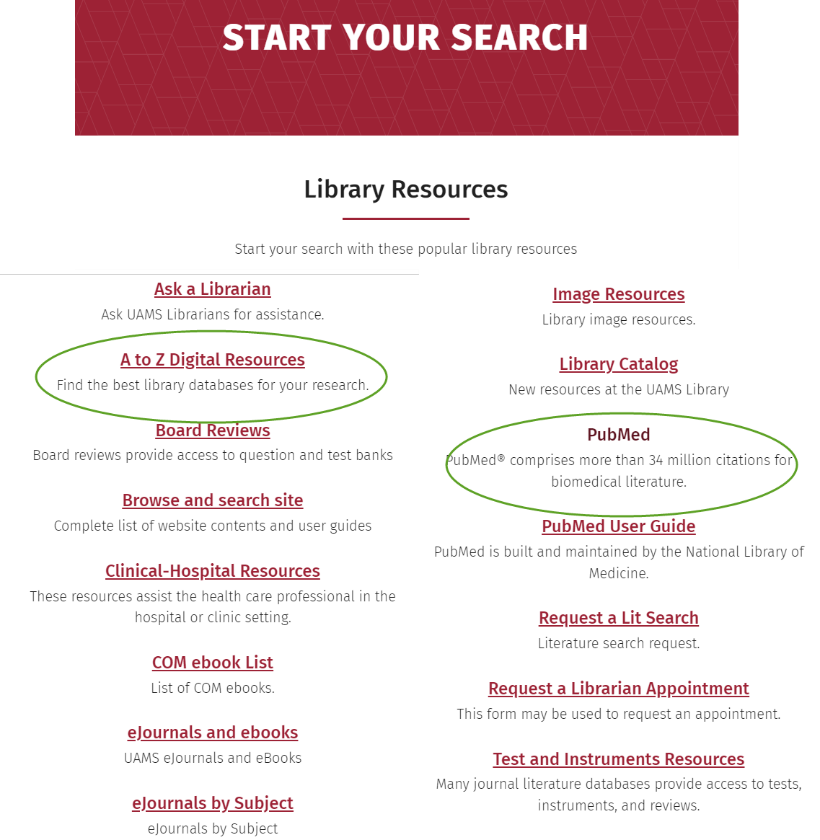 START YOUR SEARCH
Library Resources
Start your search with these popular library resources
Ask a Librarian
Ask UAMS Librarians for assistance.
A to Z Digital Resources
Find the best library databases for your research.
Board Reviews
Board reviews provide access to question and test banks
Browse and search site
Complete list of website contents and user guides
Clinical-Hospital Resources
These resources assist the health care professional in the
hospital or clinic setting.
COM ebook List
List of COM ebooks.
eJournals and ebooks
UAMS eJournals and eBooks
eJournals by Subject
eJournals by Subject
Image Resources
Library image resources.
Library Catalog
New resources at the UAMS Library
PubMed
PubMed® comprises more than 34 million citations for
biomedical literature.
PubMed User Guide
PubMed is built and maintained by the National Library of
Medicine.
Request a Lit Search
Literature search request.
Request a Librarian Appointment
This form may be used to request an appointment.
Test and Instruments Resources
Many journal literature databases provide access to tests,
instruments, and reviews.